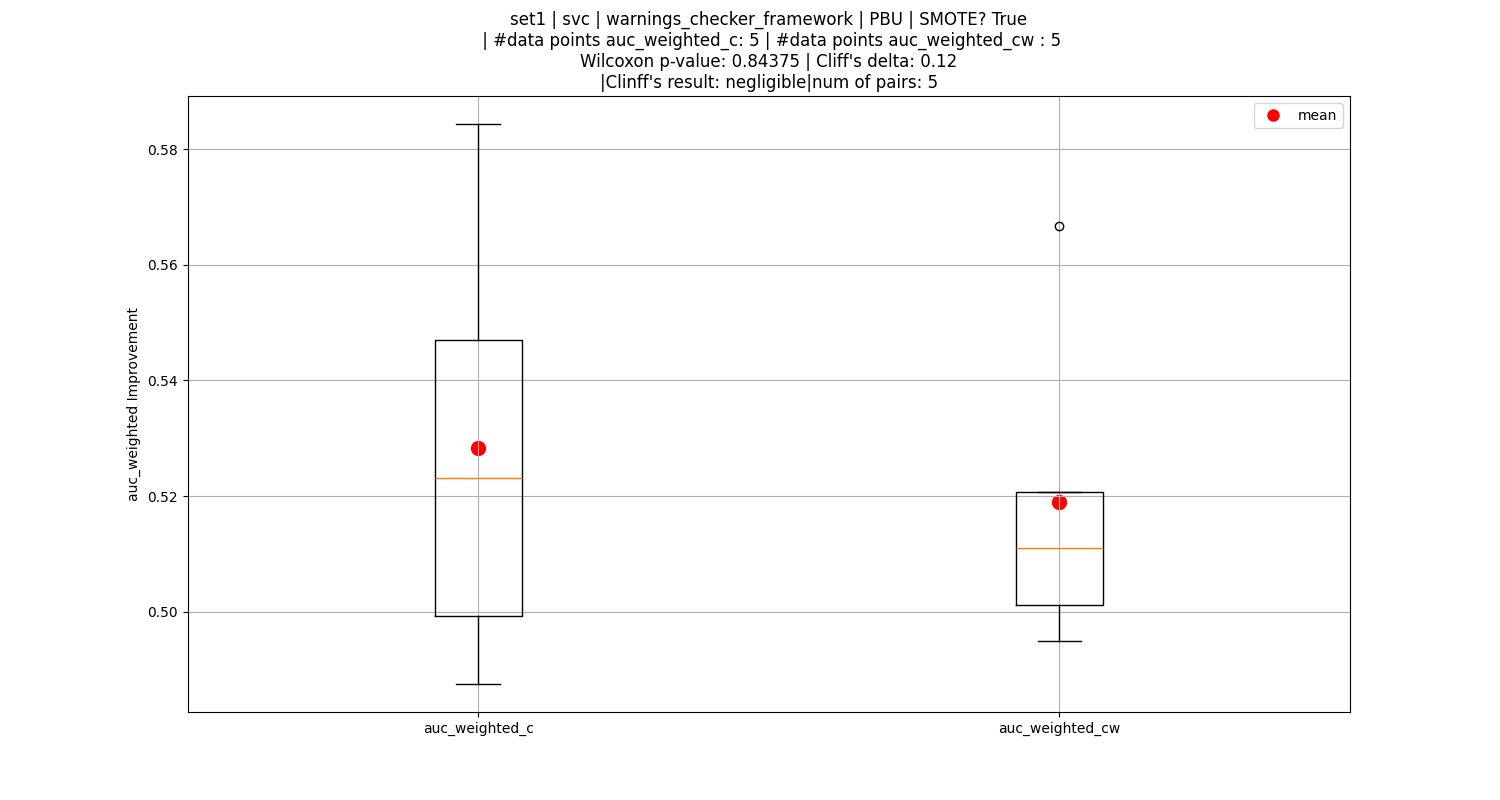 set1 | svc | warnings_checker_framework | PBU | SMOTE? True
| #data points auc_weighted_c: 5 | #data points auc_weighted_cw : 5
Wilcoxon p-value: 0.84375 | Cliff's delta: 0.12
|Clinff's result: negligible|num of pairs: 5
mean
0.58
0.56
0.54
0.52
0.50
auc_weighted Improvement
auc_weighted_c
auc_weighted_cw